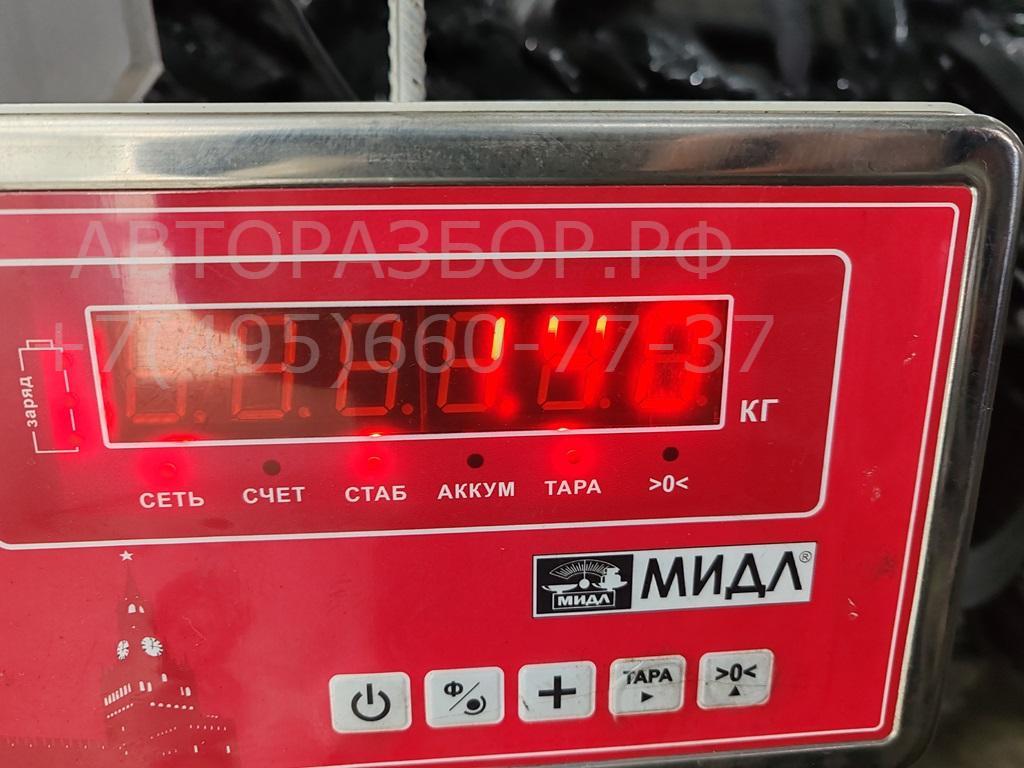 АВТОРАЗБОР.РФ
+7(495)660-77-37
заряд
кг
СЕТЬ СЧЕТ СТАБ АККУМ ТАРА >0<
МИДЛ МИДЛ®
Ф ТАРА >0<